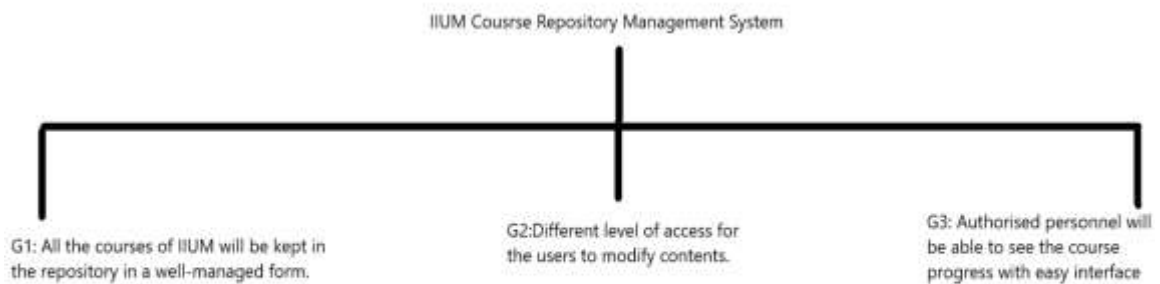 IIUM Cousrse Repository Management System
G1: All the courses of IIUM will be kept in
the repository in a well-managed form.
G2:Different level of access for
the users to modify contents.
G3: Authorised personnel will
be able to see the course
progress with easy interface